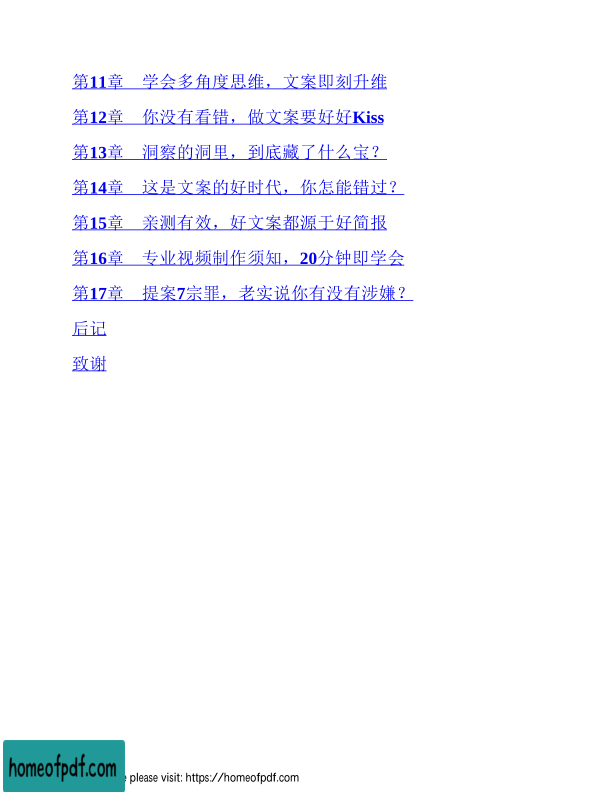 第11章　学会多角度思维，文案即刻升维
第12章　你没有看错，做文案要好好Kiss
第13章　洞察的洞里，到底藏了什么宝？
第14章　这是文案的好时代，你怎能错过？
第15章　亲测有效，好文案都源于好简报
第16章　专业视频制作须知，20分钟即学会
第17章　提案7宗罪，老实说你有没有涉嫌？
后记
致谢
homeofpdf.com
please visit: https://homeofpdf.com